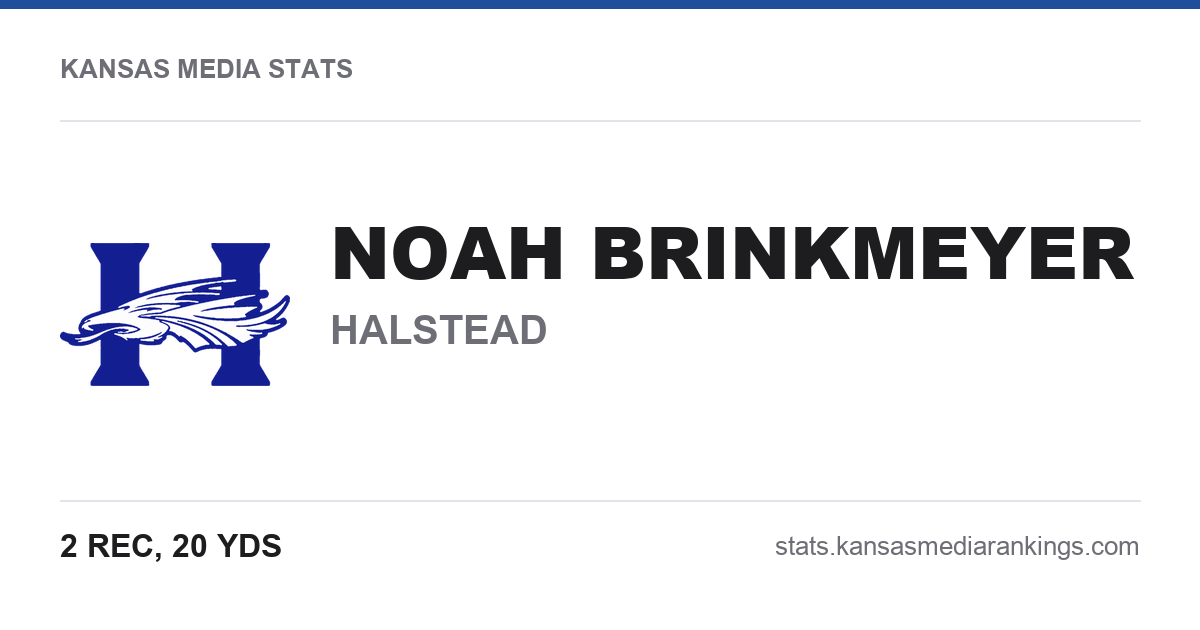 KANSAS MEDIA STATS
H
NOAH BRINKMEYER
HALSTEAD
2 REC, 20 YDS
stats.kansasmediarankings.com